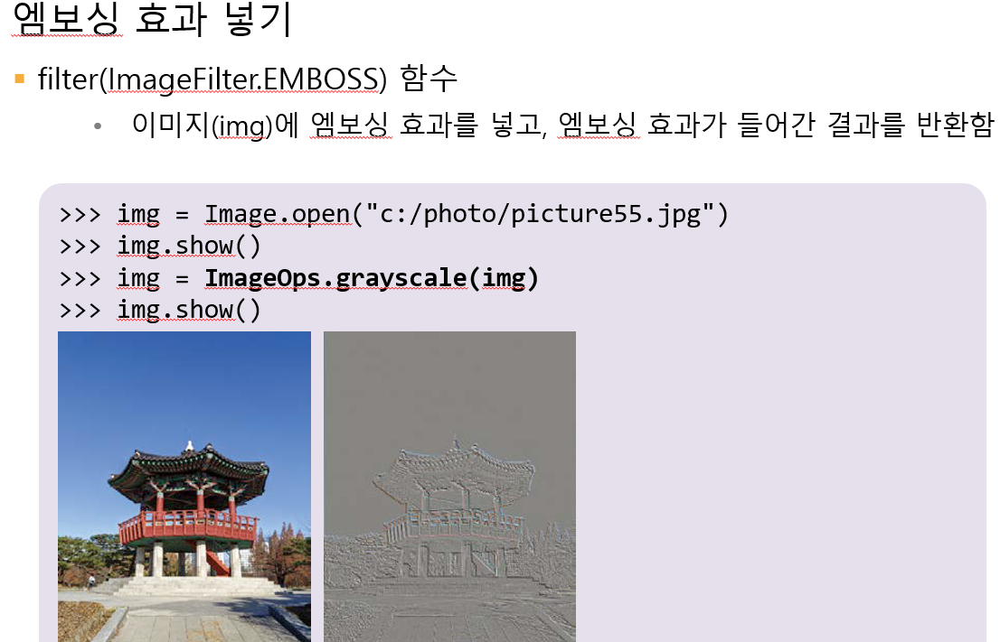 엠보싱 효과 넣기
filter(ImageFilter.EMBOSS) 함수
이미지(img)에 엠보싱 효과를 넣고, 엠보싱 효과가 들어간 결과를 반환함
>>> img = Image.open("c:/photo/picture55.jpg")
>>> img.show()
>>> img = ImageOps.grayscale(img)
>>> img.show()